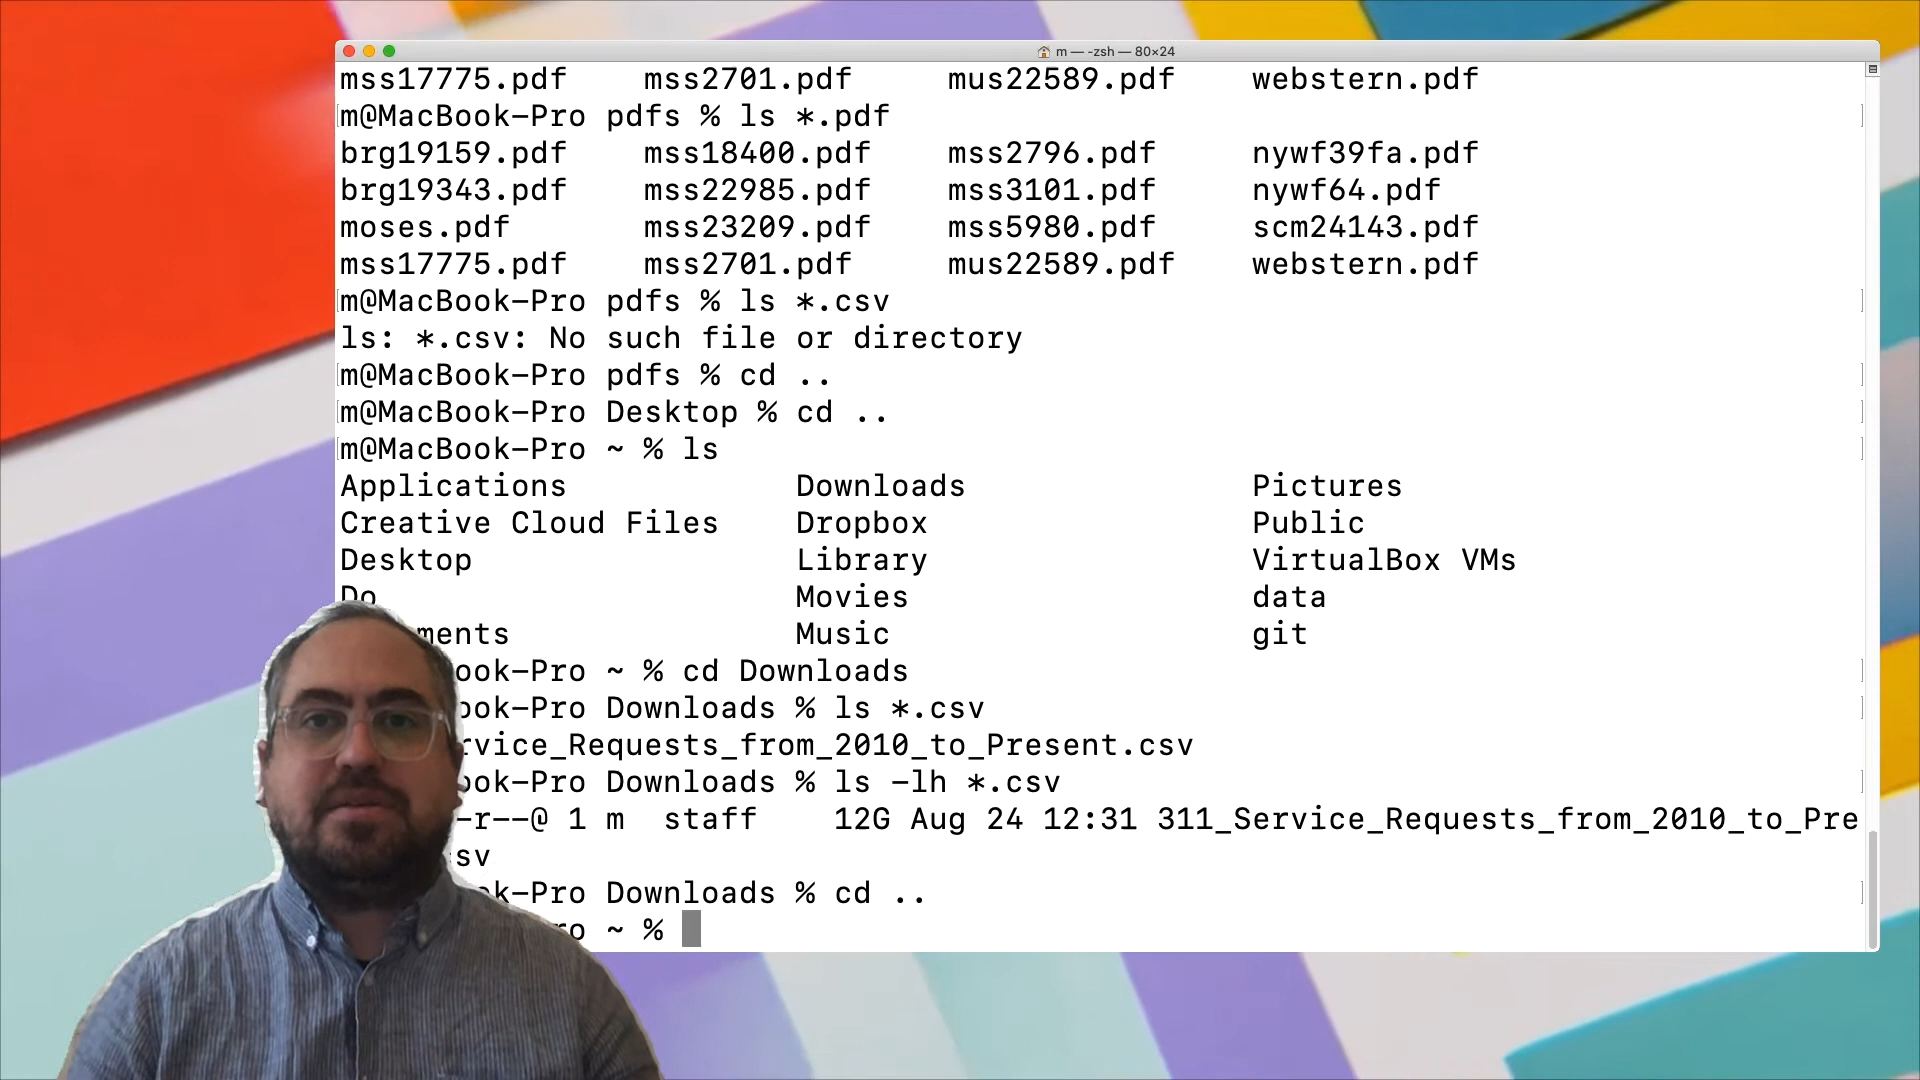 m — -zsh — 80×24
mss17775.pdf mss2701.pdf mus22589.pdf webstern.pdf
m@MacBook-Pro pdfs % ls *.pdf
brg19159.pdf mss18400.pdf mss2796.pdf nywf39fa.pdf
brg19343.pdf mss22985.pdf mss3101.pdf nywf64.pdf
moses.pdf mss23209.pdf mss5980.pdf scm24143.pdf
mss17775.pdf mss2701.pdf mus22589.pdf webstern.pdf
m@MacBook-Pro pdfs % ls *.csv
ls: *.csv: No such file or directory
m@MacBook-Pro pdfs % cd ..
m@MacBook-Pro Desktop % cd ..
m@MacBook-Pro ~ % ls
Applications Downloads Pictures
Creative Cloud Files Dropbox Public
Desktop Library VirtualBox VMs
Do Movies data
ments Music git
ook-Pro ~ % cd Downloads
ook-Pro Downloads % ls *.csv
rvice_Requests_from_2010_to_Present.csv
ook-Pro Downloads % ls -lh *.csv
-r--@ 1 m staff 12G Aug 24 12:31 311_Service_Requests_from_2010_to_Pre
sv
k-Pro Downloads % cd ..
ro ~ %